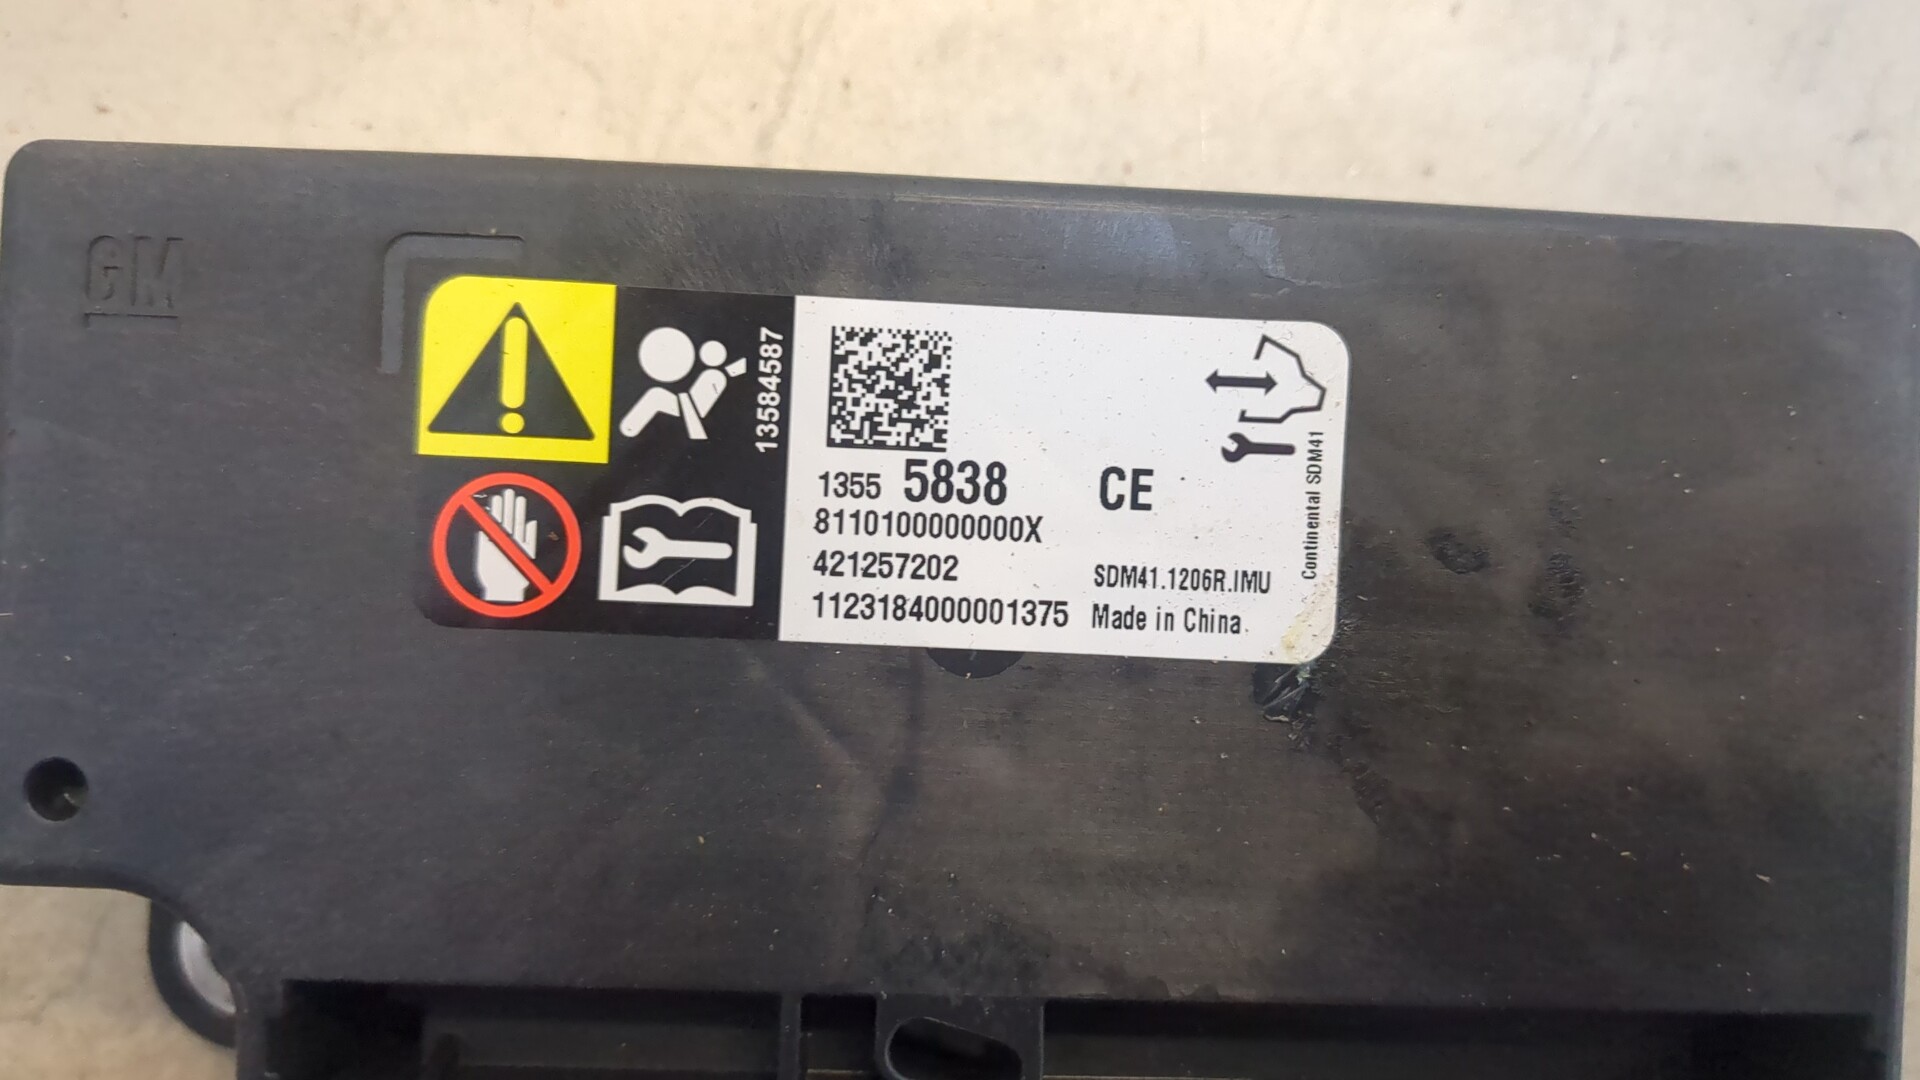 GM
13584587
1355 5838
CE
8110100000000X
421257202
SDM41.1206R.IMU
1123184000001375
Made in China
Continental SDM41